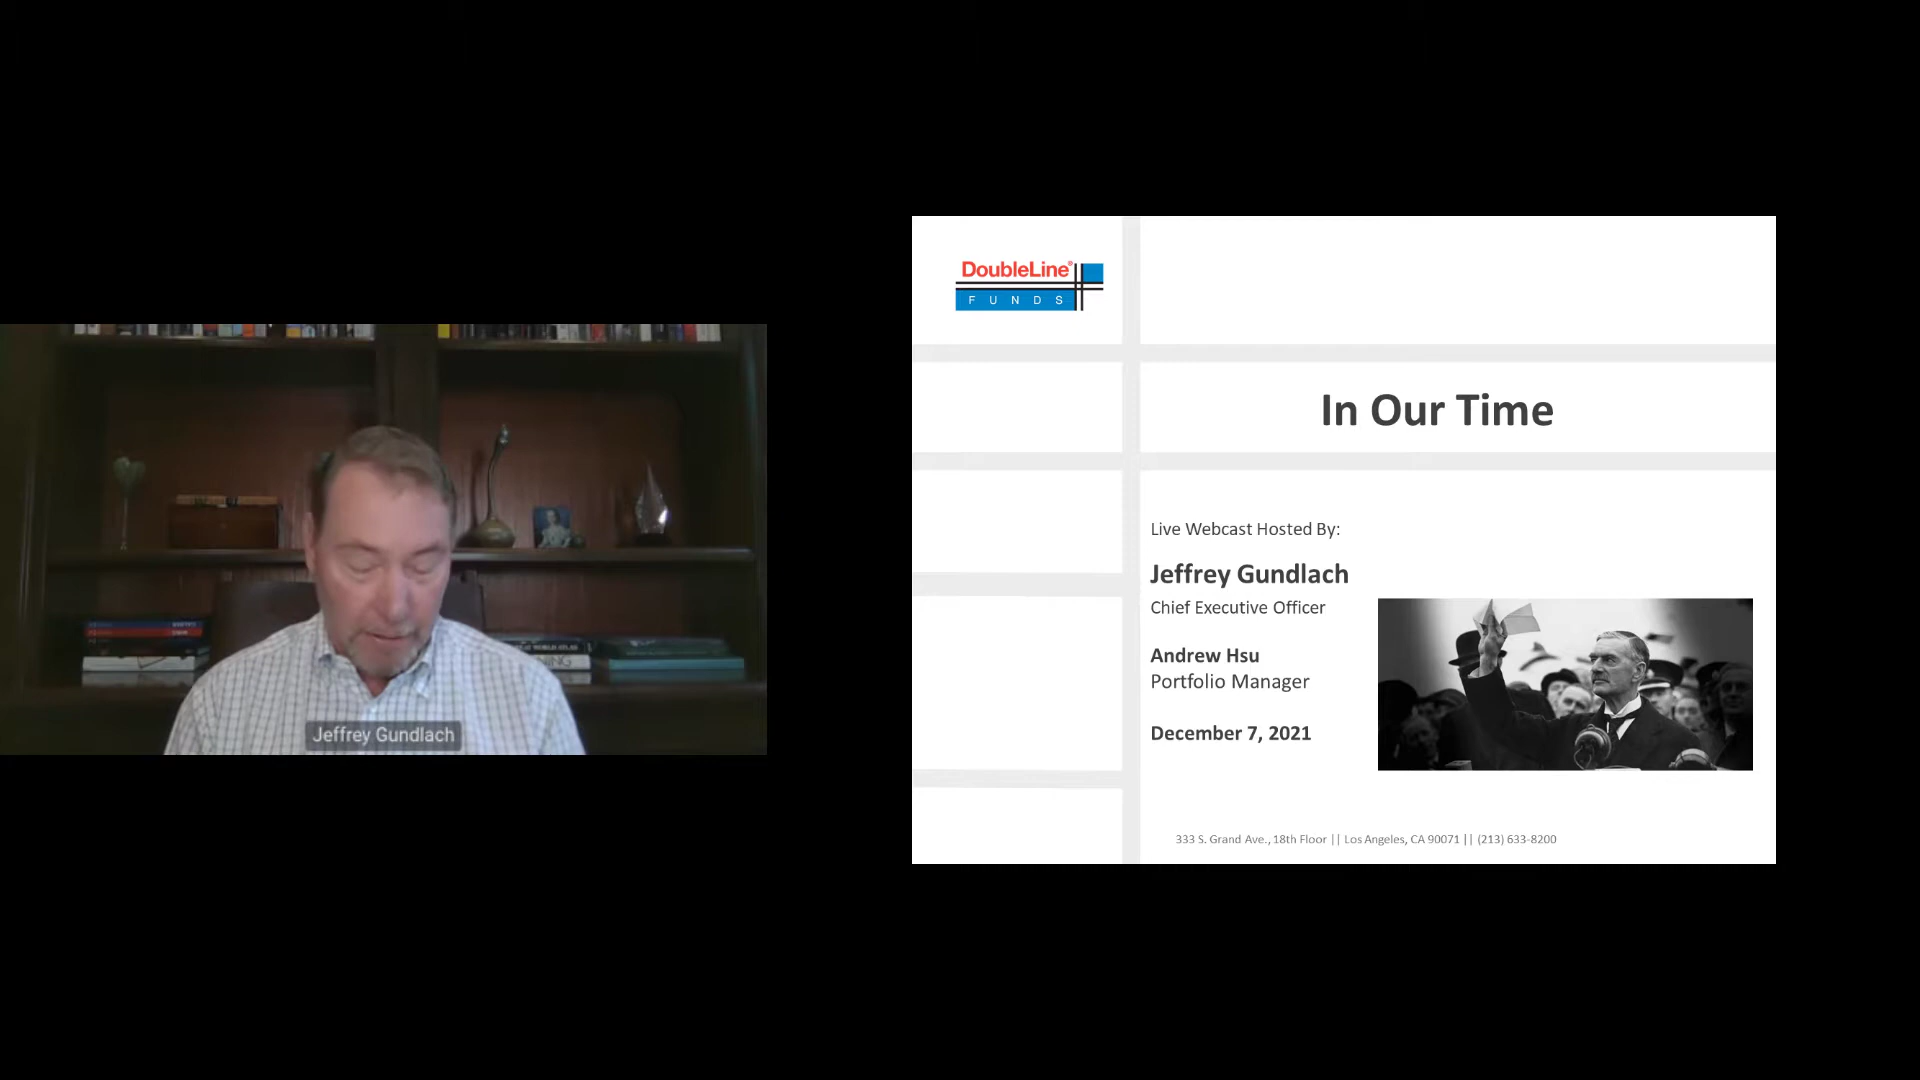 Jeffrey Gundlach
DoubleLine®
FUNDS
In Our Time
Live Webcast Hosted By:
Jeffrey Gundlach
Chief Executive Officer
Andrew Hsu
Portfolio Manager
December 7, 2021
333 S. Grand Ave., 18th Floor || Los Angeles, CA 90071 || (213) 633-8200